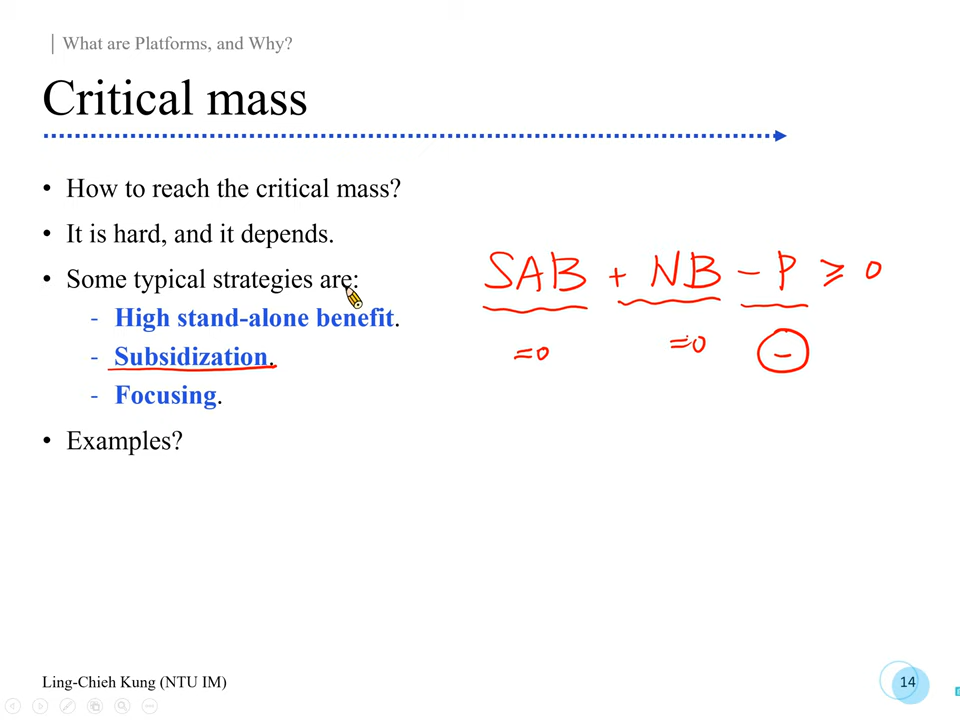 | What are Platforms, and Why?
Critical mass
• How to reach the critical mass?
• It is hard, and it depends.
• Some typical strategies are:
- High stand-alone benefit.
- Subsidization.
- Focusing.
• Examples?
SAB + NB - P ≥ 0
=0 =0 -
Ling-Chieh Kung (NTU IM)
14